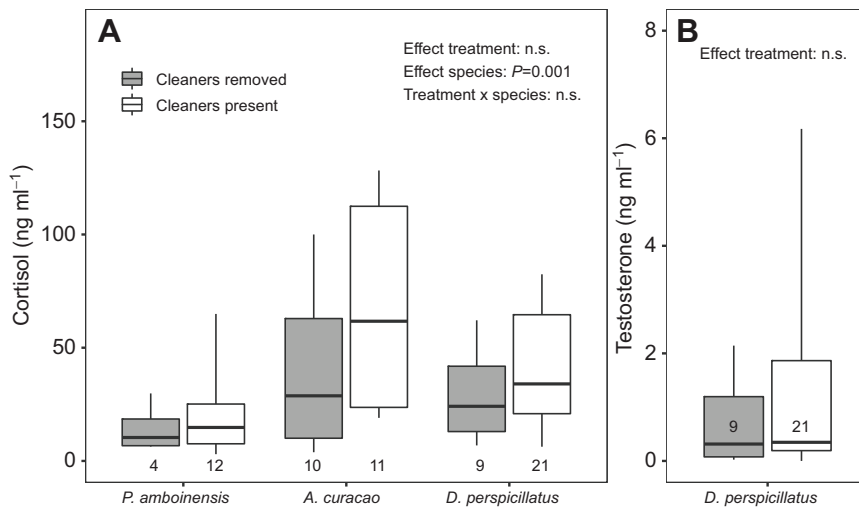 A
Effect treatment: n.s.
Effect species: P=0.001
Treatment x species: n.s.
Cleaners removed
Cleaners present
Cortisol (ng ml−1)
150
100
50
0
4 12 10 11 9 21
P. amboinensis A. curacao D. perspicillatus
B
Effect treatment: n.s.
Testosterone (ng ml−1)
8
6
4
2
0
9 21
D. perspicillatus